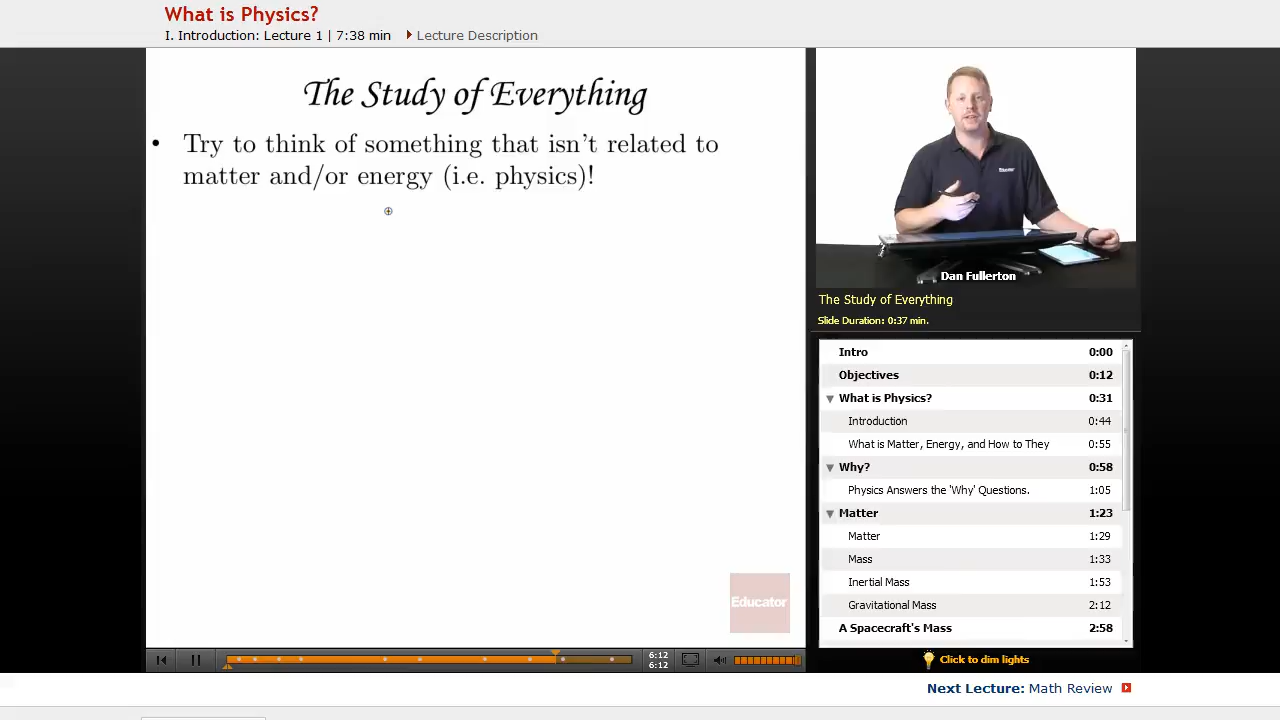 What is Physics?
I. Introduction: Lecture 1 | 7:38 min
Lecture Description
The Study of Everything
• Try to think of something that isn't related to
matter and/or energy (i.e. physics)!
Educator
Dan Fullerton
The Study of Everything
Slide Duration: 0:37 min.
Intro 0:00
Objectives 0:12
What is Physics? 0:31
Introduction 0:44
What is Matter, Energy, and How to They 0:55
Why? 0:58
Physics Answers the 'Why' Questions. 1:05
Matter 1:23
Matter 1:29
Mass 1:33
Inertial Mass 1:53
Gravitational Mass 2:12
A Spacecraft's Mass 2:58
6:12
6:12
Click to dim lights
Next Lecture: Math Review